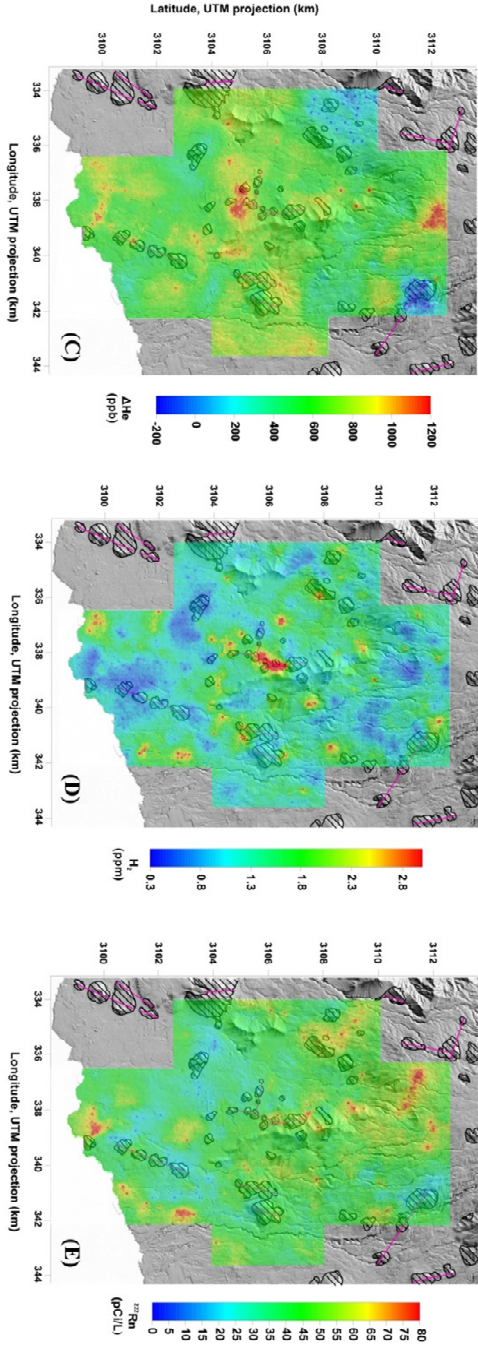 Latitude, UTM projection (km)
3100 3102 3104 3106 3108 3110 3112
334 336 338 340 342 344
Longitude, UTM projection (km)
(C)
ΔHe
(ppb)
-200 0 200 400 600 800 1000 1200
3100 3102 3104 3106 3108 3110 3112
334 336 338 340 342 344
Longitude, UTM projection (km)
(D)
H₂
(ppm)
0.3 0.8 1.3 1.8 2.3 2.8
3100 3102 3104 3106 3108 3110 3112
334 336 338 340 342 344
Longitude, UTM projection (km)
(E)
²²²Rn
(pCi/L)
0 5 10 15 20 25 30 35 40 45 50 55 60 65 70 75 80